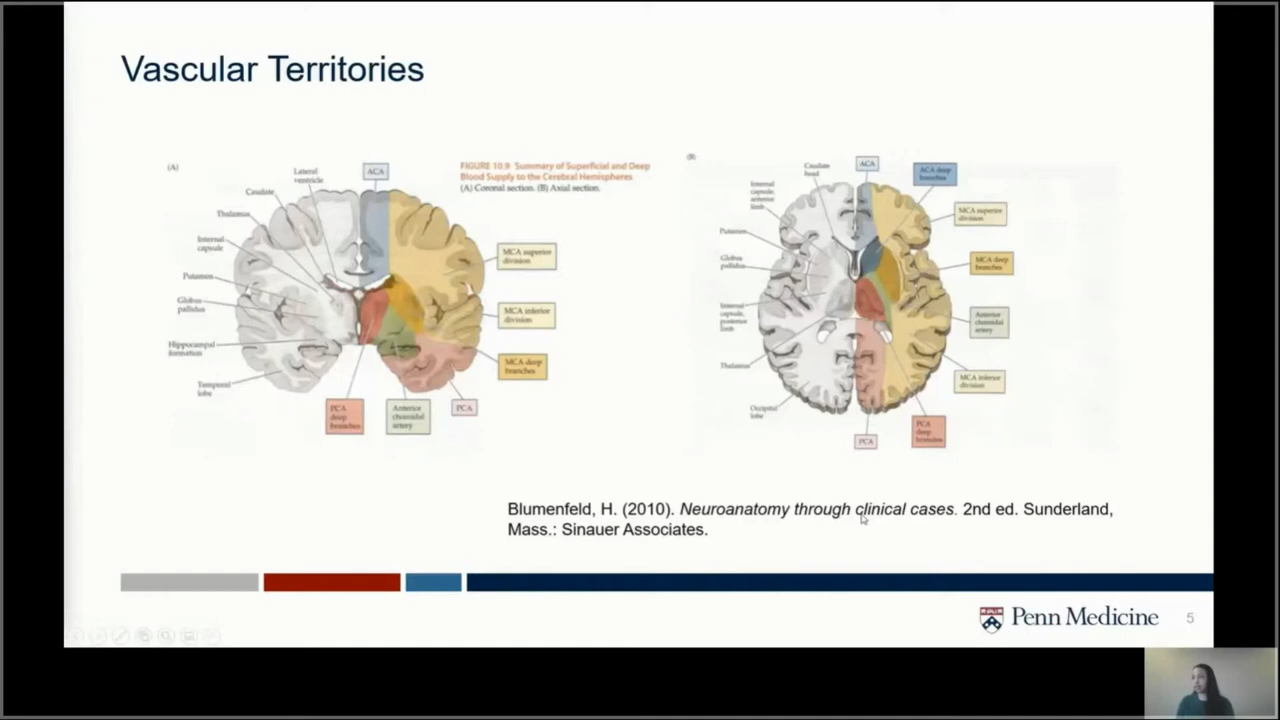 Vascular Territories
(A)
Lateral
ventricle
ACA
Caudate
Thalamus
Internal
capsule
Putamen
Globus
pallidus
Hippocampal
formation
Temporal
lobe
FIGURE 10.9 Summary of Superficial and Deep
Blood Supply to the Cerebral Hemispheres
(A) Coronal section. (B) Axial section.
MCA superior
division
MCA inferior
division
MCA deep
branches
PCA
deep
branches
Anterior
choroidal
artery
PCA
(B)
Caudate
head
ACA
ACA deep
branches
Internal
capsule,
anterior
limb
Putamen
Globus
pallidus
Internal
capsule,
posterior
limb
Thalamus
Occipital
lobe
MCA superior
division
MCA deep
branches
Anterior
choroidal
artery
MCA inferior
division
PCA
PCA
deep
branches
Blumenfeld, H. (2010). Neuroanatomy through clinical cases. 2nd ed. Sunderland,
Mass.: Sinauer Associates.
Penn Medicine
5